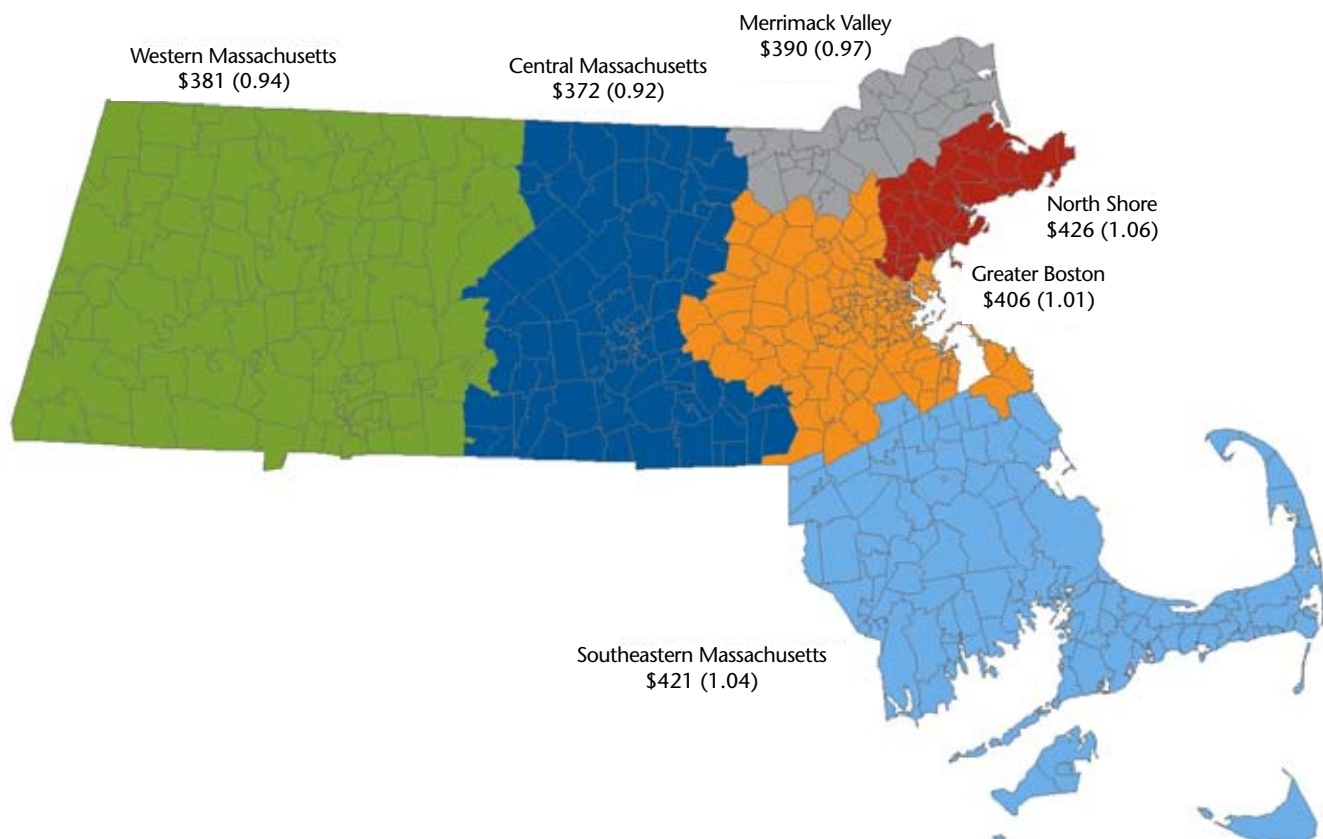 Merrimack Valley
$390 (0.97)
Western Massachusetts
$381 (0.94)
Central Massachusetts
$372 (0.92)
North Shore
$426 (1.06)
Greater Boston
$406 (1.01)
Southeastern Massachusetts
$421 (1.04)